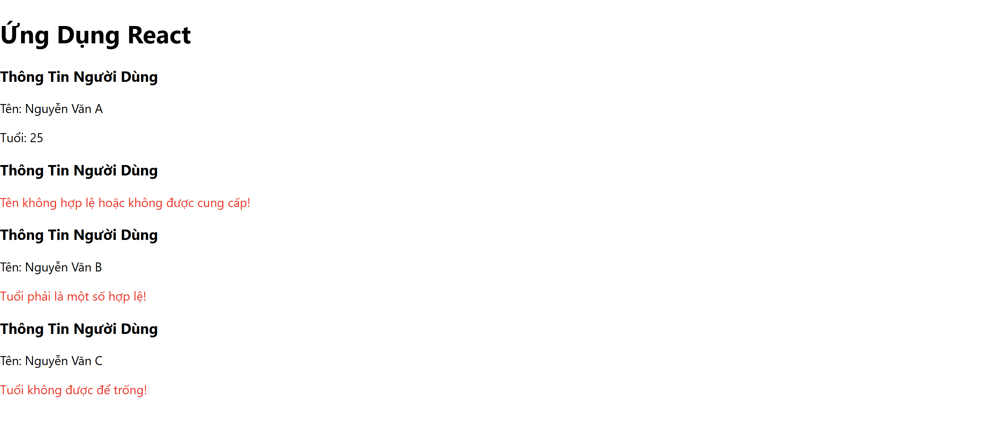 Ứng Dụng React
Thông Tin Người Dùng
Tên: Nguyễn Văn A
Tuổi: 25
Thông Tin Người Dùng
Tên không hợp lệ hoặc không được cung cấp!
Thông Tin Người Dùng
Tên: Nguyễn Văn B
Tuổi phải là một số hợp lệ!
Thông Tin Người Dùng
Tên: Nguyễn Văn C
Tuổi không được để trống!